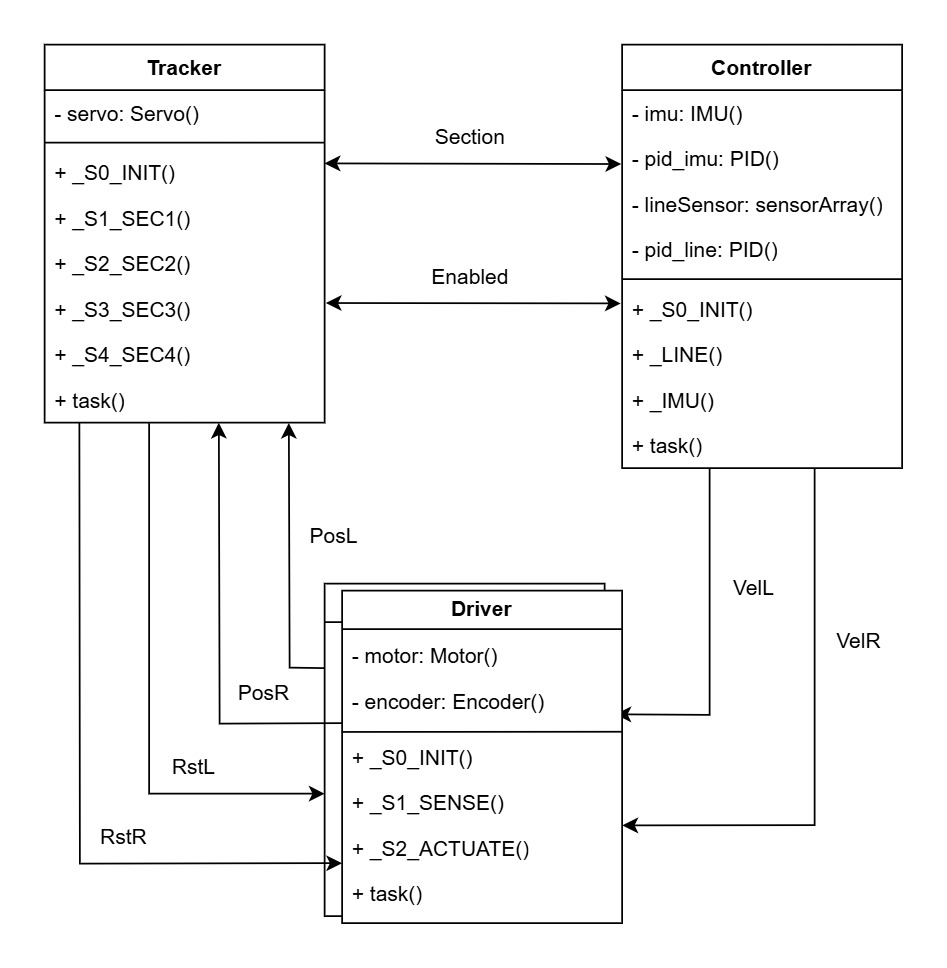 Tracker
- servo: Servo()
+ _S0_INIT()
+ _S1_SEC1()
+ _S2_SEC2()
+ _S3_SEC3()
+ _S4_SEC4()
+ task()
Section
Enabled
Controller
- imu: IMU()
- pid_imu: PID()
- lineSensor: sensorArray()
- pid_line: PID()
+ _S0_INIT()
+ _LINE()
+ _IMU()
+ task()
PosL
PosR
RstL
RstR
VelL
VelR
Driver
- motor: Motor()
- encoder: Encoder()
+ _S0_INIT()
+ _S1_SENSE()
+ _S2_ACTUATE()
+ task()